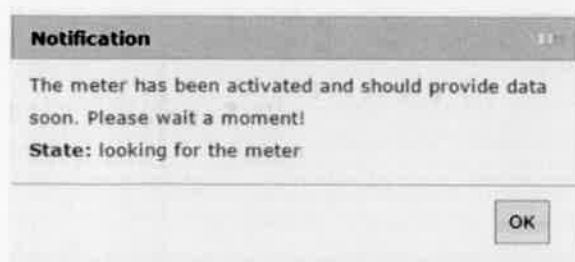 Notification
The meter has been activated and should provide data
soon. Please wait a moment!
State: looking for the meter
OK